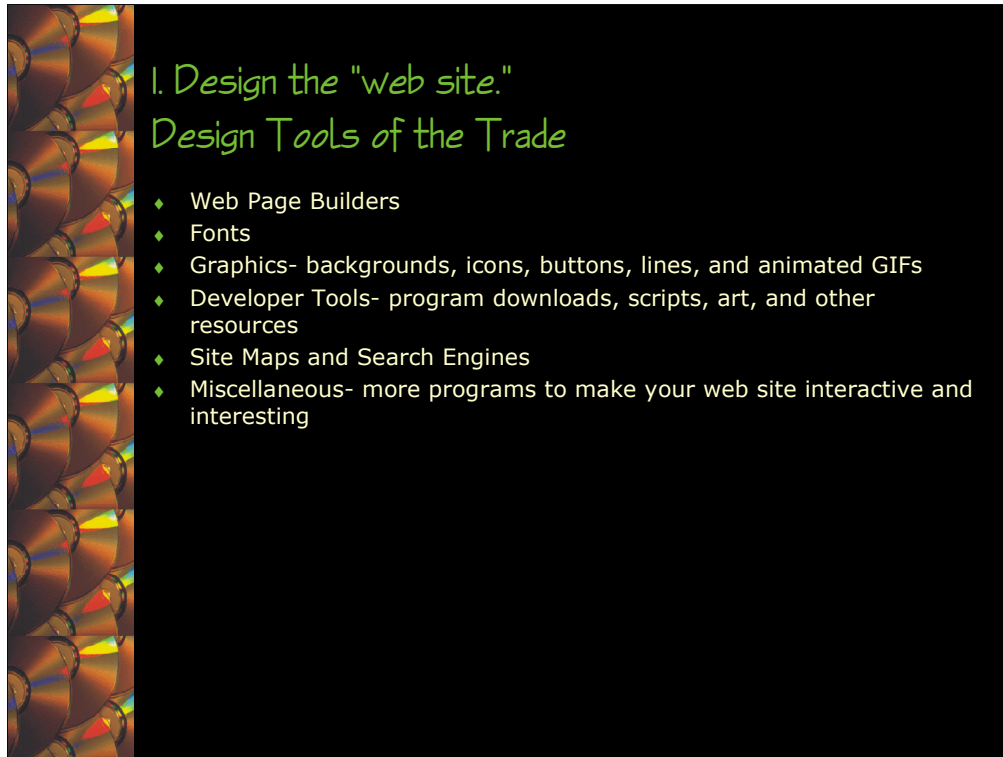 I. Design the "web site."
Design Tools of the Trade
♦ Web Page Builders
♦ Fonts
♦ Graphics- backgrounds, icons, buttons, lines, and animated GIFs
♦ Developer Tools- program downloads, scripts, art, and other
resources
♦ Site Maps and Search Engines
♦ Miscellaneous- more programs to make your web site interactive and
interesting